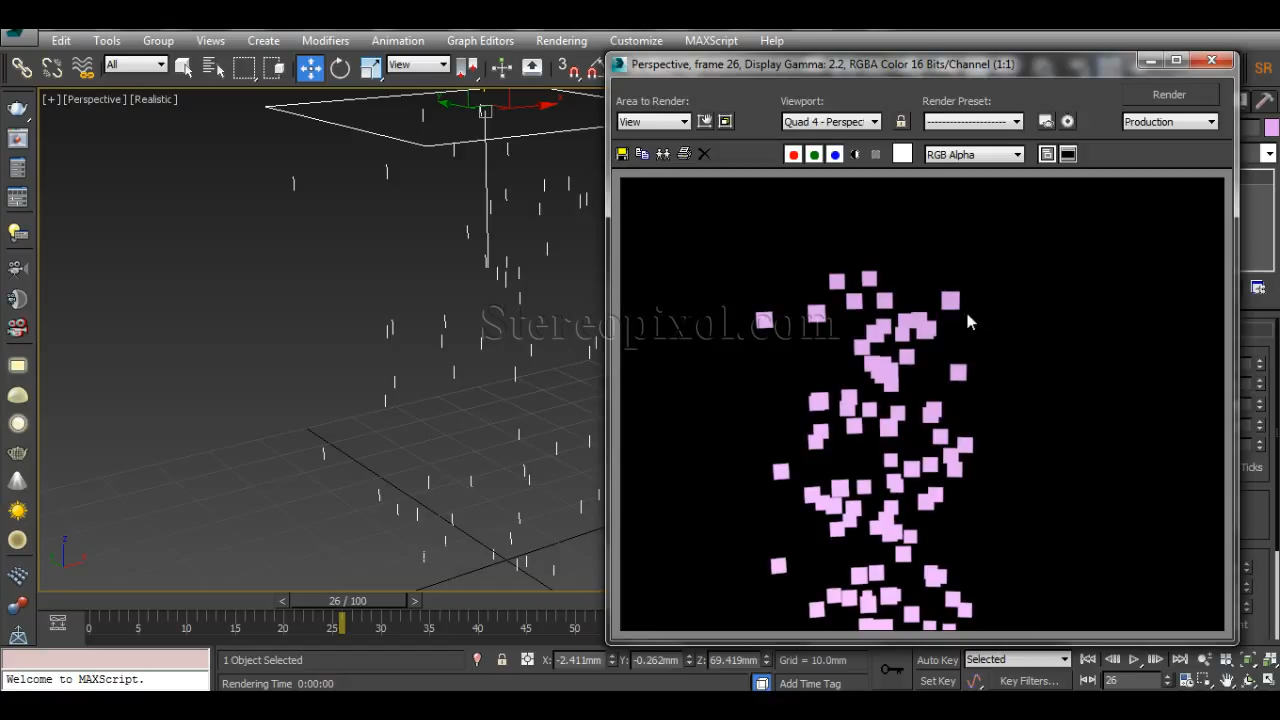 Edit Tools Group Views Create Modifiers Animation Graph Editors Rendering Customize MAXScript Help
All View
[+] [Perspective ] [Realistic ]
Perspective, frame 26, Display Gamma: 2.2, RGBA Color 16 Bits/Channel (1:1)
Area to Render: Viewport: Render Preset: Render
View Quad 4 - Perspect ---------------------- Production
RGB Alpha
SR
Stereopixol.com
Ticks
< 26 / 100 >
0 5 10 15 20 25 30 35 40 45 50
1 Object Selected X: -2.411mm Y: -0.262mm Z: 69.419mm Grid = 10.0mm Auto Key Selected
Welcome to MAXScript. Rendering Time 0:00:00 Add Time Tag Set Key Key Filters... 26